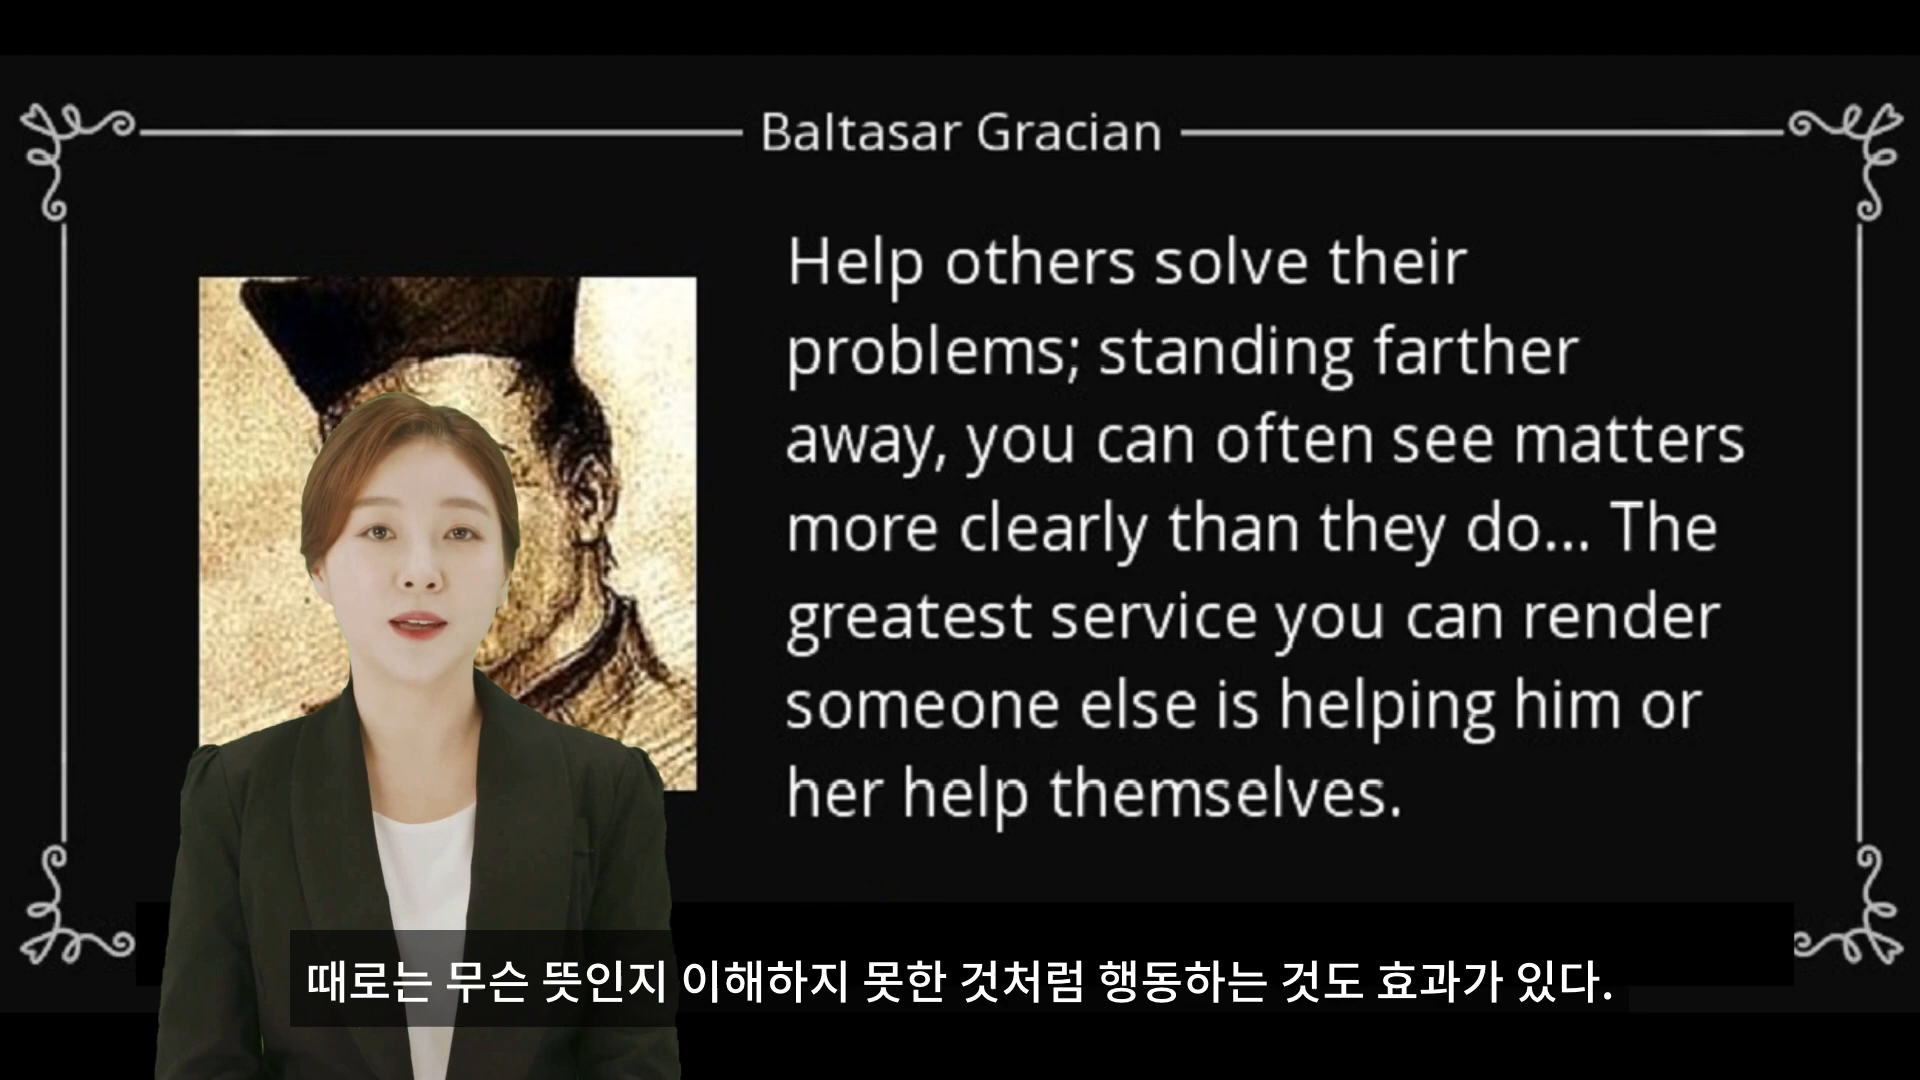 Baltasar Gracian
Help others solve their
problems; standing farther
away, you can often see matters
more clearly than they do... The
greatest service you can render
someone else is helping him or
her help themselves.
때로는 무슨 뜻인지 이해하지 못한 것처럼 행동하는 것도 효과가 있다.